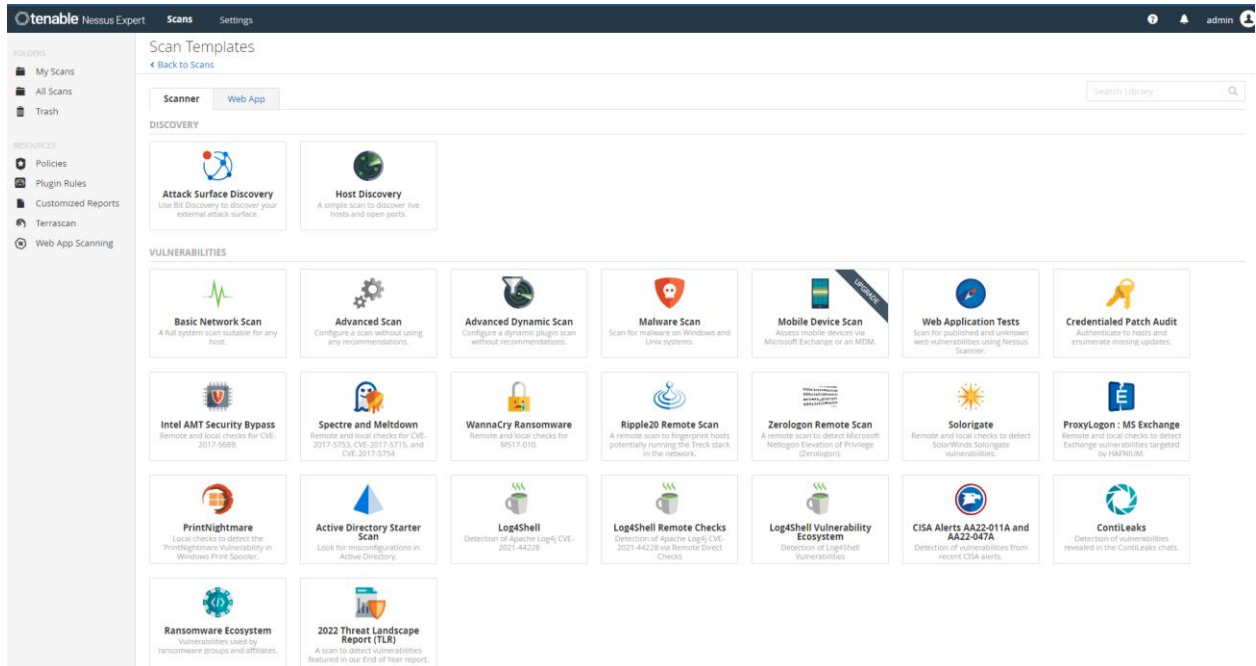 tenable Nessus Expert Scans Settings admin
FOLDERS
My Scans
All Scans
Trash
RESOURCES
Policies
Plugin Rules
Customized Reports
Terrascan
Web App Scanning
Scan Templates
Back to Scans
Scanner Web App
Search Library
DISCOVERY
Attack Surface Discovery
Use Bit Discovery to discover your
external attack surface.
Host Discovery
A simple scan to discover live
hosts and open ports.
VULNERABILITIES
Basic Network Scan
A full system scan suitable for any
host.
Advanced Scan
Configure a scan without using
any recommendations.
Advanced Dynamic Scan
Configure a dynamic plugin scan
without recommendations.
Malware Scan
Scan for malware on Windows and
Unix systems.
UPGRADE
Mobile Device Scan
Assess mobile devices via
Microsoft Exchange or an MDM.
Web Application Tests
Scan for published and unknown
web vulnerabilities using Nessus
Scanner.
Credentialed Patch Audit
Authenticate to hosts and
enumerate missing updates.
Intel AMT Security Bypass
Remote and local checks for CVE-
2017-5689.
Spectre and Meltdown
Remote and local checks for CVE-
2017-5753, CVE-2017-5715, and
CVE-2017-5754
WannaCry Ransomware
Remote and local checks for
MS17-010.
Ripple20 Remote Scan
A remote scan to fingerprint hosts
potentially running the Treck stack
in the network.
Zerologon Remote Scan
A remote scan to detect Microsoft
Netlogon Elevation of Privilege
(Zerologon).
Solorigate
Remote and local checks to detect
SolarWinds Solorigate
vulnerabilities.
ProxyLogon : MS Exchange
Remote and local checks to detect
Exchange vulnerabilities targeted
by HAFNIUM.
PrintNightmare
Local checks to detect the
PrintNightmare Vulnerability in
Windows Print Spooler.
Active Directory Starter
Scan
Look for misconfigurations in
Active Directory.
Log4Shell
Detection of Apache Log4j CVE-
2021-44228
Log4Shell Remote Checks
Detection of Apache Log4j CVE-
2021-44228 via Remote Direct
Checks
Log4Shell Vulnerability
Ecosystem
Detection of Log4Shell
Vulnerabilities
CISA Alerts AA22-011A and
AA22-047A
Detection of vulnerabilities from
recent CISA alerts.
ContiLeaks
Detection of vulnerabilities
revealed in the ContiLeaks chats.
Ransomware Ecosystem
Vulnerabilities used by
ransomware groups and affiliates.
2022 Threat Landscape
Report (TLR)
A scan to detect vulnerabilities
featured in our End of Year report.